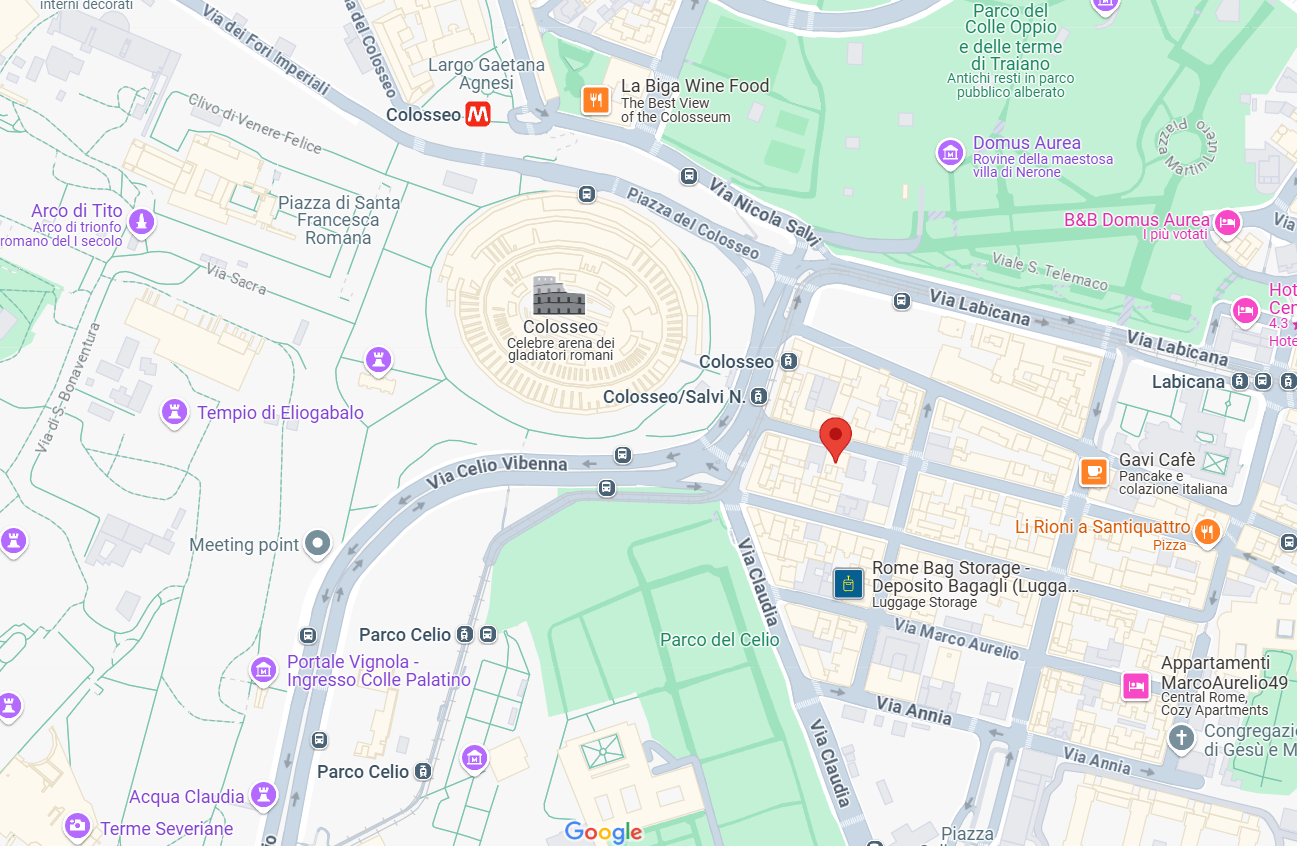 interni decorati
Via dei Fori Imperiali
Via del Colosseo
Largo Gaetana
Agnesi
Colosseo
La Biga Wine Food
The Best View
of the Colosseum
Parco del
Colle Oppio
e delle terme
di Traiano
Antichi resti in parco
pubblico alberato
Clivo di Venere Felice
Domus Aurea
Rovine della maestosa
villa di Nerone
Piazza Martin Lutero
Arco di Tito
Arco di trionfo
romano del I secolo
Piazza di Santa
Francesca
Romana
Piazza del Colosseo
Via Nicola Salvi
B&B Domus Aurea
I più votati
Via
Via Sacra
Viale S. Telemaco
Via Labicana
Hot
Cen
4.3
Hote
Colosseo
Celebre arena dei
gladiatori romani
Via di S. Bonaventura
Via Labicana
Colosseo
Labicana
Colosseo/Salvi N.
Tempio di Eliogabalo
Via Celio Vibenna
Gavi Cafè
Pancake e
colazione italiana
Li Rioni a Santiquattro
Pizza
Meeting point
Via Claudia
Rome Bag Storage -
Deposito Bagagli (Lugga...
Luggage Storage
Parco Celio
Parco del Celio
Via Marco Aurelio
Portale Vignola -
Ingresso Colle Palatino
Appartamenti
MarcoAurelio49
Central Rome,
Cozy Apartments
Via Annia
Congregazio
di Gesù e M
Via Claudia
Via Annia
Parco Celio
Acqua Claudia
Terme Severiane
Google
Piazza